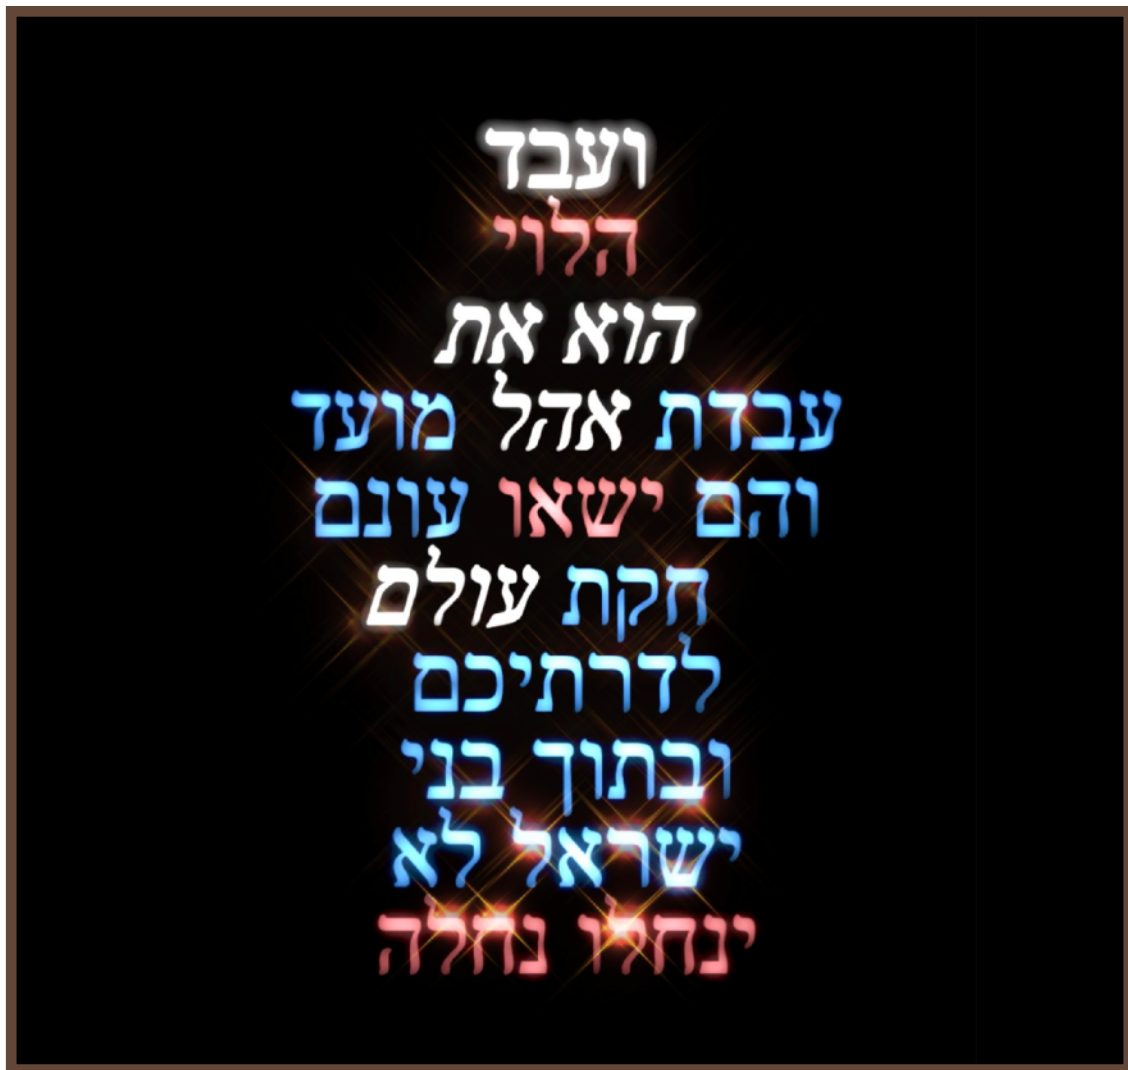 ועבד
הלוי
הוא את
עבדת אהל מועד
והם ישאו עונם
חקת עולם
לדרתיכם
ובתוך בני
ישראל לא
ינחלו נחלה